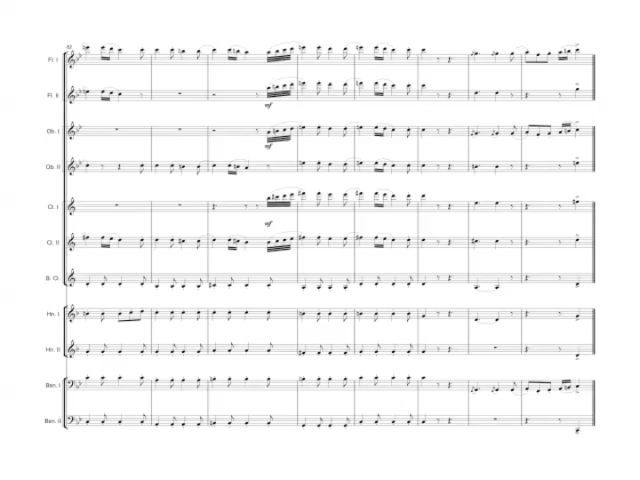 62
Fl. I
Fl. II
Ob. I
mf
Ob. II
Cl. I
mf
Cl. II
B. Cl.
Hn. I
Hn. II
Bsn. I
Bsn. II
mf